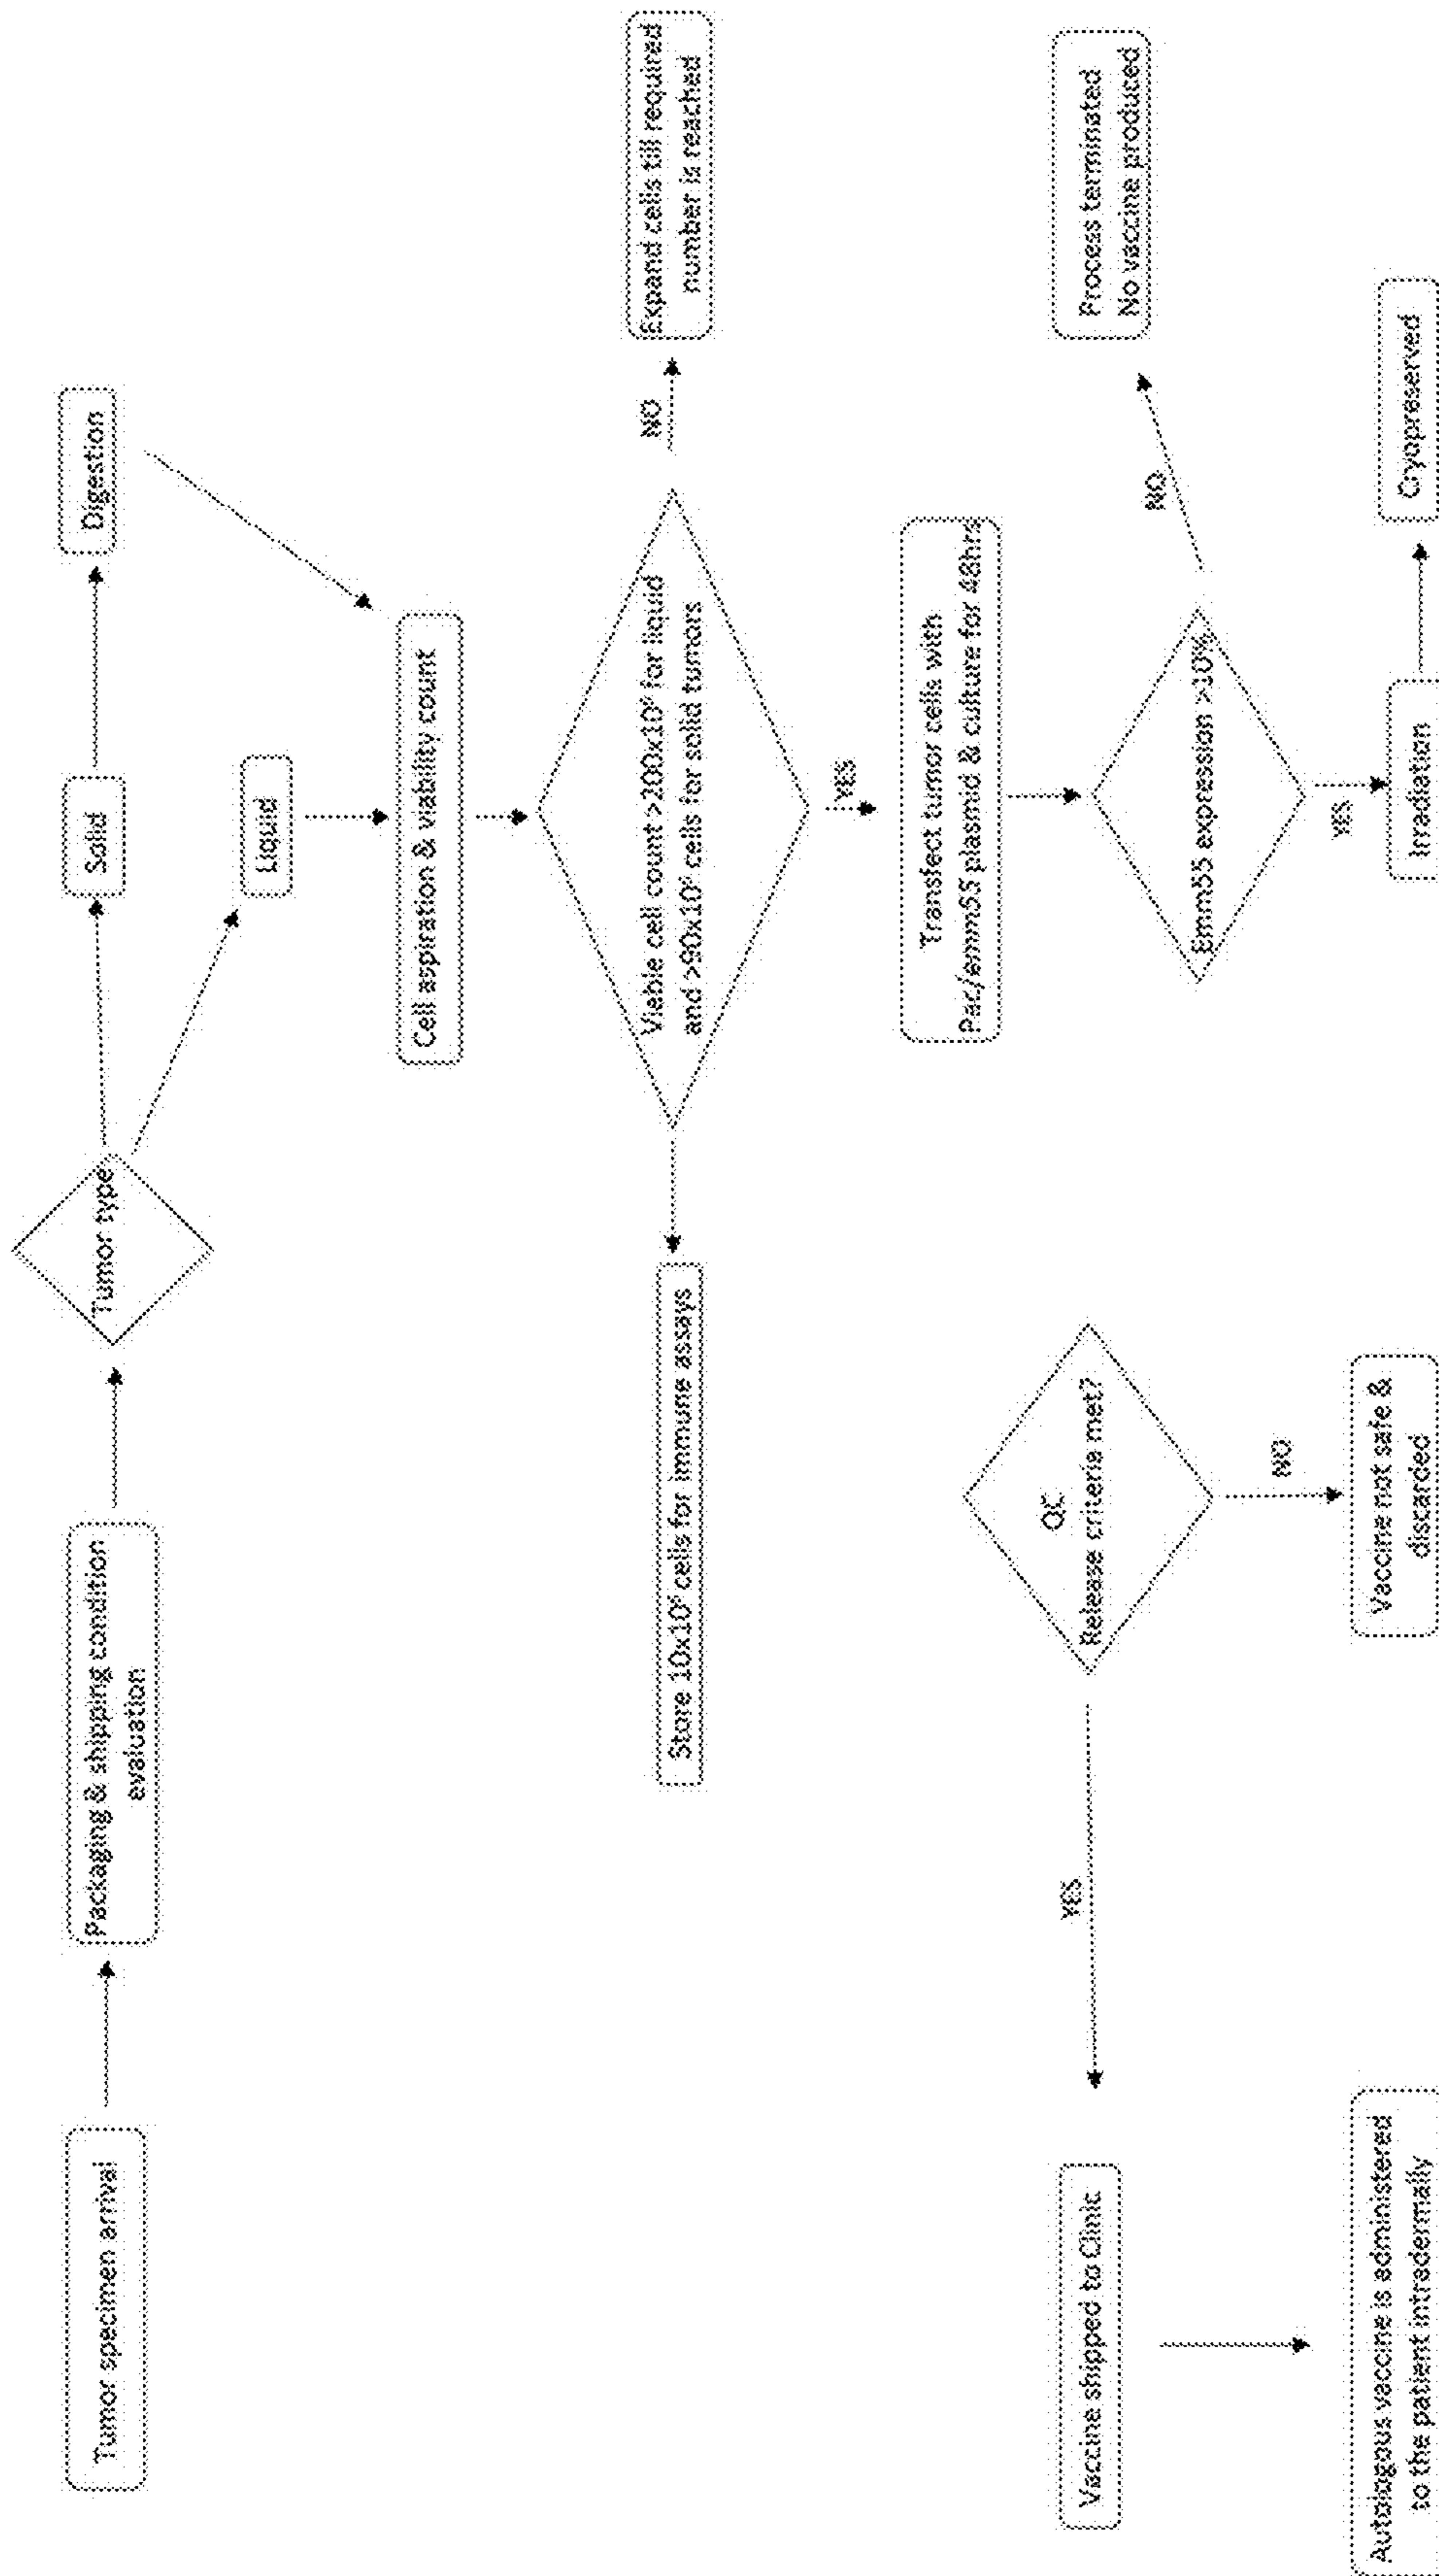 Tumor specimen arrival
Packaging & shipping condition
evaluation
Tumor type
Solid
Digestion
Liquid
Cell aspiration & viability count
Viable cell count >200x10⁶ for liquid
and >90x10⁶ cells for solid tumors
NO
Expand cells till required
number is reached
Store 10x10⁶ cells for immune assays
YES
Transfect tumor cells with
Pac/emm55 plasmid & culture for 48hrs
Emm55 expression >10%
NO
Process terminated
No vaccine produced
YES
Irradiation
Cryopreserved
QC
Release criteria met?
NO
Vaccine not safe &
discarded
YES
Vaccine shipped to Clinic
Autologous vaccine is administered
to the patient intradermally